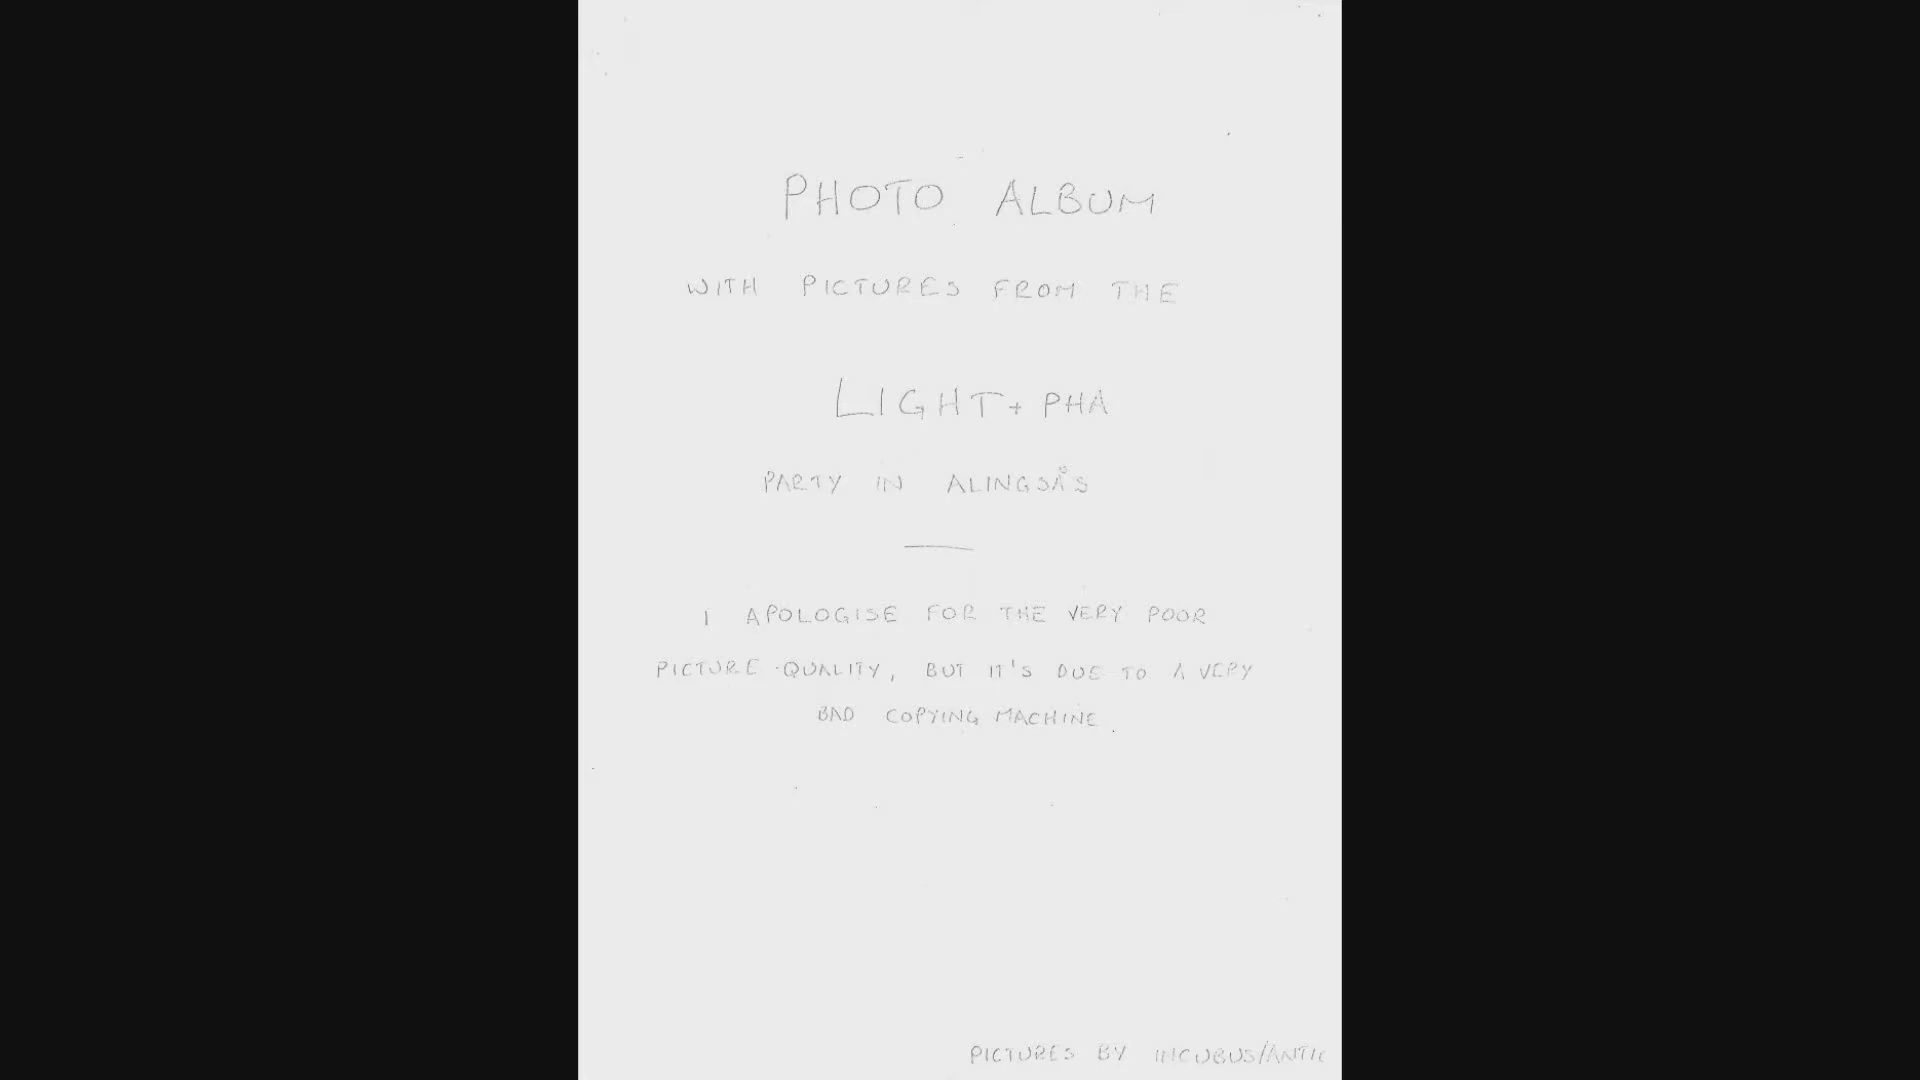 PHOTO ALBUM
WITH PICTURES FROM THE
LIGHT + PHA
PARTY IN ALINGSÅS
I APOLOGISE FOR THE VERY POOR
PICTURE QUALITY, BUT IT'S DUE TO A VERY
BAD COPYING MACHINE.
PICTURES BY INCUBUS/ANTIC